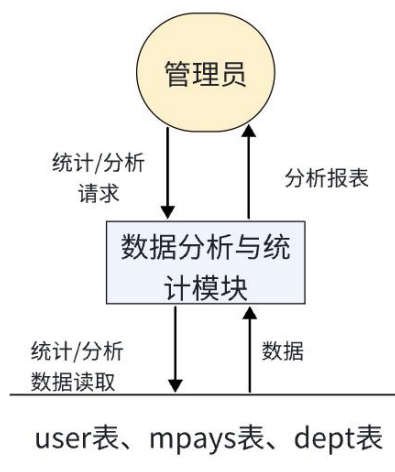 管理员
统计/分析
请求
分析报表
数据分析与统
计模块
统计/分析
数据读取
数据
user表、mpays表、dept表